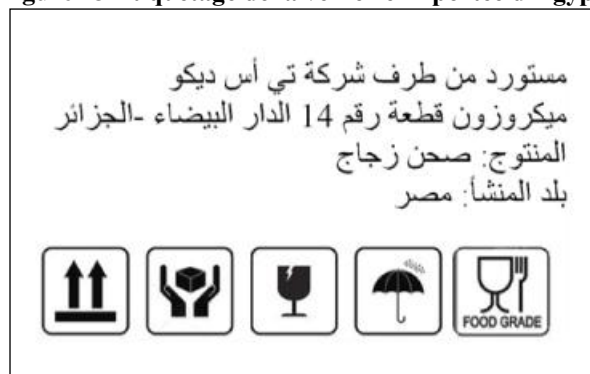 مستورد من طرف شركة تي أس ديكو
ميكروزون قطعة رقم 14 الدار البيضاء -الجزائر
المنتوج: صحن زجاج
بلد المنشأ: مصر
FOOD GRADE